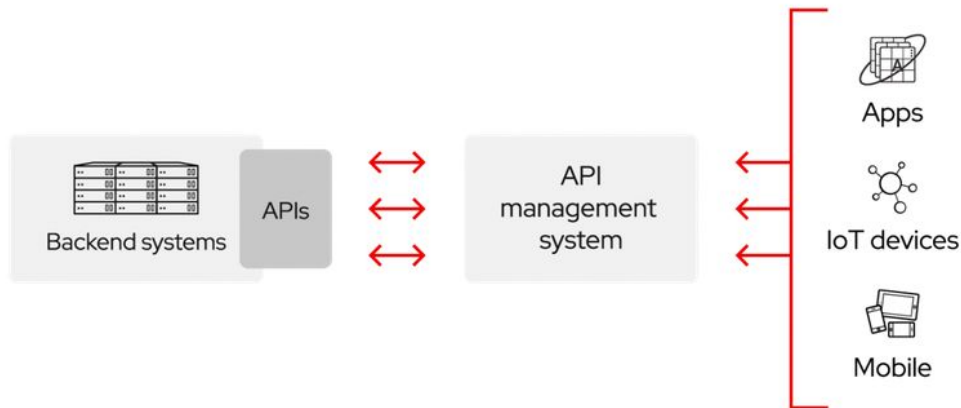 Backend systems
APIs
API
management
system
Apps
IoT devices
Mobile